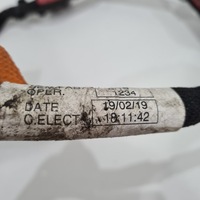 OPER. 1234
DATE 19/02/19
C.ELECT 18:11:42